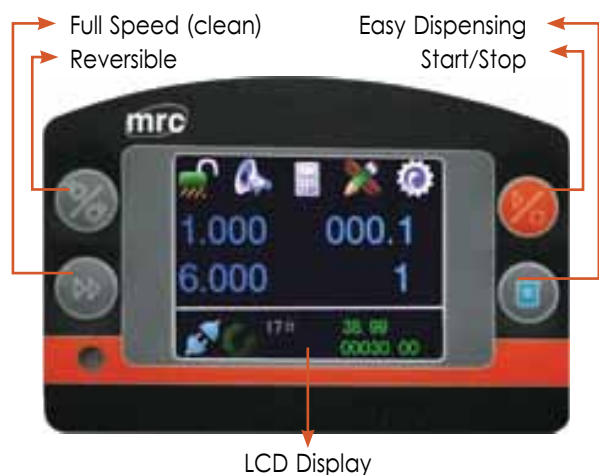 Full Speed (clean)
Easy Dispensing
Reversible
Start/Stop
mrc
1.000 000.1
6.000 1
17# 38.99
00030.00
LCD Display